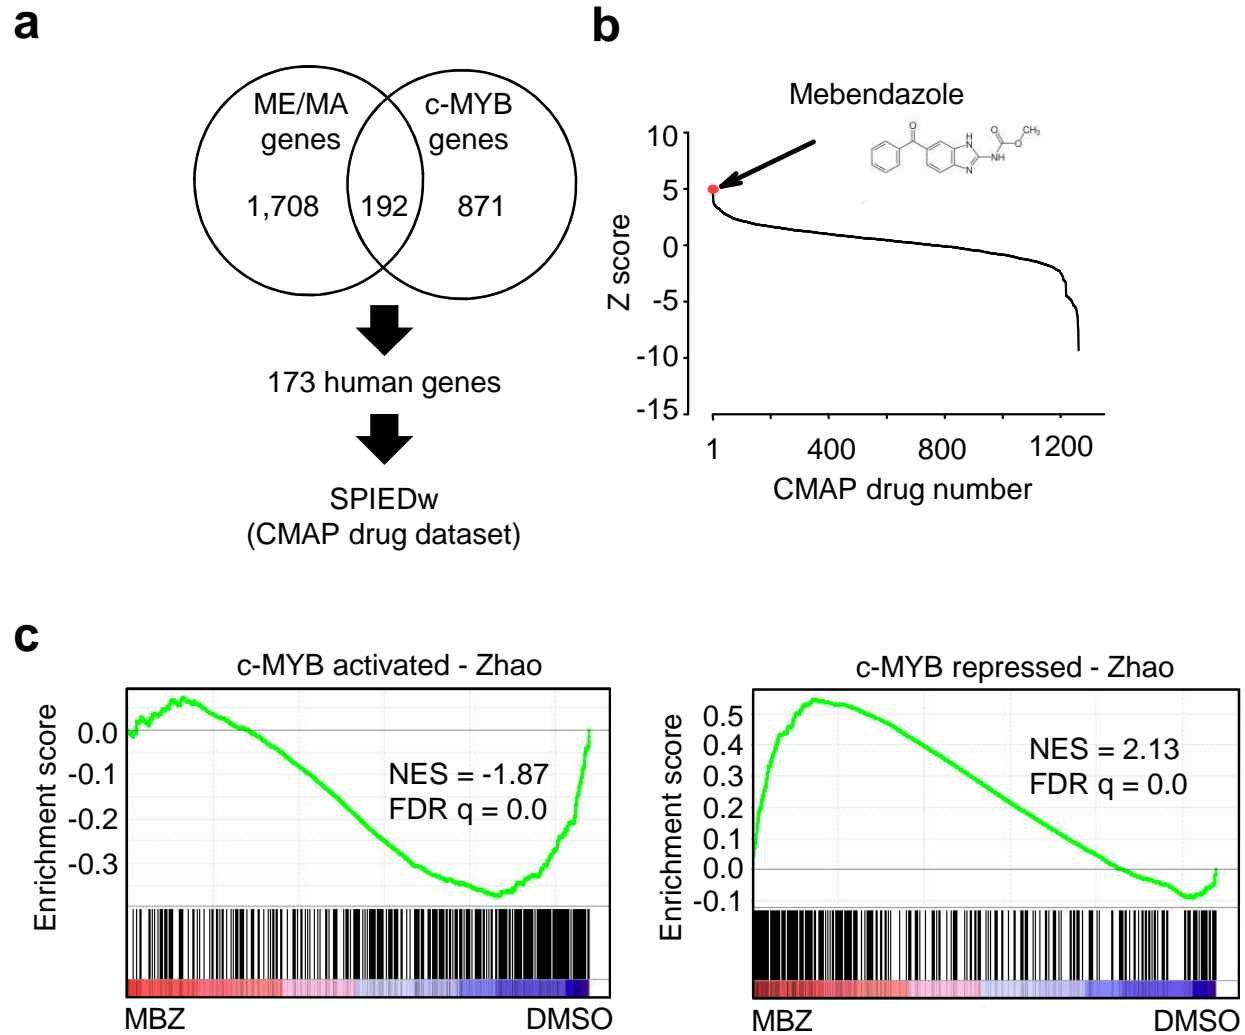 a
ME/MA
genes
c-MYB
genes
1,708
192
871
173 human genes
SPIEDw
(CMAP drug dataset)
b
Mebendazole
O
H
N
N
NH
O
O
CH3
10
5
0
-5
-10
-15
Z score
1
400
800
1200
CMAP drug number
c
c-MYB activated - Zhao
Enrichment score
0.0
-0.1
-0.2
-0.3
NES = -1.87
FDR q = 0.0
MBZ
DMSO
c-MYB repressed - Zhao
Enrichment score
0.5
0.4
0.3
0.2
0.1
0.0
-0.1
NES = 2.13
FDR q = 0.0
MBZ
DMSO